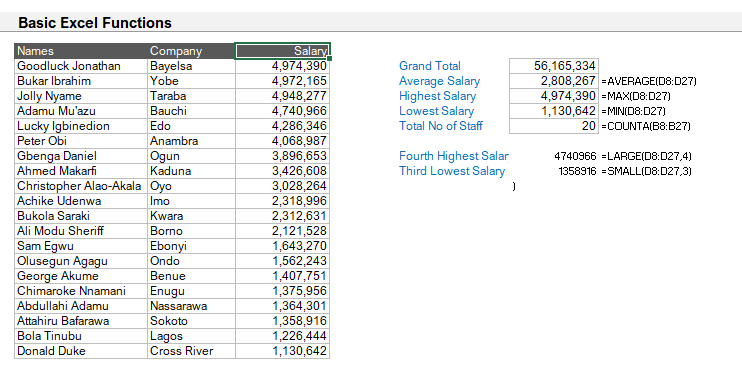 Basic Excel Functions
Names Company Salary
Goodluck Jonathan Bayelsa 4,974,390 Grand Total 56,165,334
Bukar Ibrahim Yobe 4,972,165 Average Salary 2,808,267 =AVERAGE(D8:D27)
Jolly Nyame Taraba 4,948,277 Highest Salary 4,974,390 =MAX(D8:D27)
Adamu Mu'azu Bauchi 4,740,966 Lowest Salary 1,130,642 =MIN(D8:D27)
Lucky Igbinedion Edo 4,286,346 Total No of Staff 20 =COUNTA(B8:B27)
Peter Obi Anambra 4,068,987
Gbenga Daniel Ogun 3,896,653 Fourth Highest Salar 4740966 =LARGE(D8:D27,4)
Ahmed Makarfi Kaduna 3,426,608 Third Lowest Salary 1358916 =SMALL(D8:D27,3)
Christopher Alao-Akala Oyo 3,028,264 )
Achike Udenwa Imo 2,318,996
Bukola Saraki Kwara 2,312,631
Ali Modu Sheriff Borno 2,121,528
Sam Egwu Ebonyi 1,643,270
Olusegun Agagu Ondo 1,562,243
George Akume Benue 1,407,751
Chimaroke Nnamani Enugu 1,375,956
Abdullahi Adamu Nassarawa 1,364,301
Attahiru Bafarawa Sokoto 1,358,916
Bola Tinubu Lagos 1,226,444
Donald Duke Cross River 1,130,642